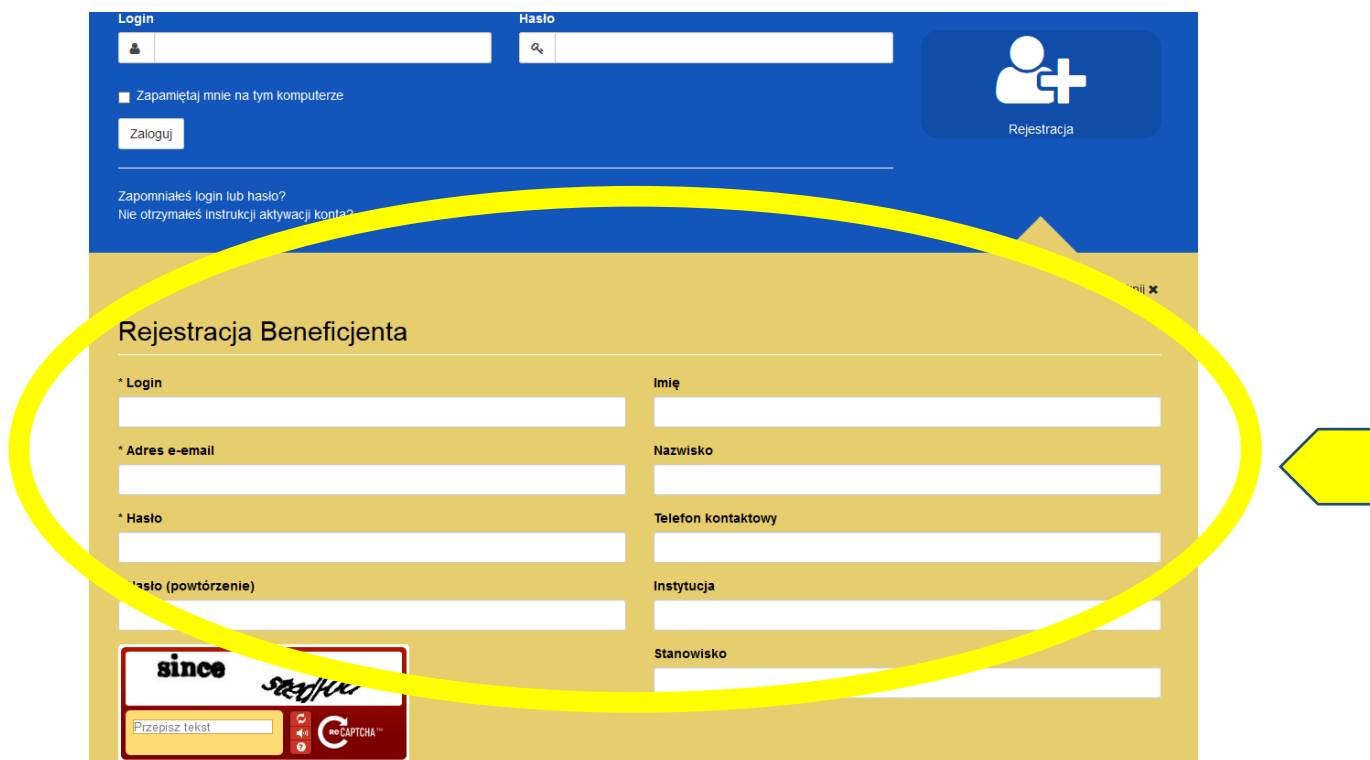 Login Hasło
Zapamiętaj mnie na tym komputerze
Zaloguj
Rejestracja
Zapomniałeś login lub hasło?
Nie otrzymałeś instrukcji aktywacji konta?
Rejestracja Beneficjenta
* Login Imię
* Adres e-email Nazwisko
* Hasło Telefon kontaktowy
Hasło (powtórzenie) Instytucja
Stanowisko
since
Przepisz tekst
reCAPTCHA™